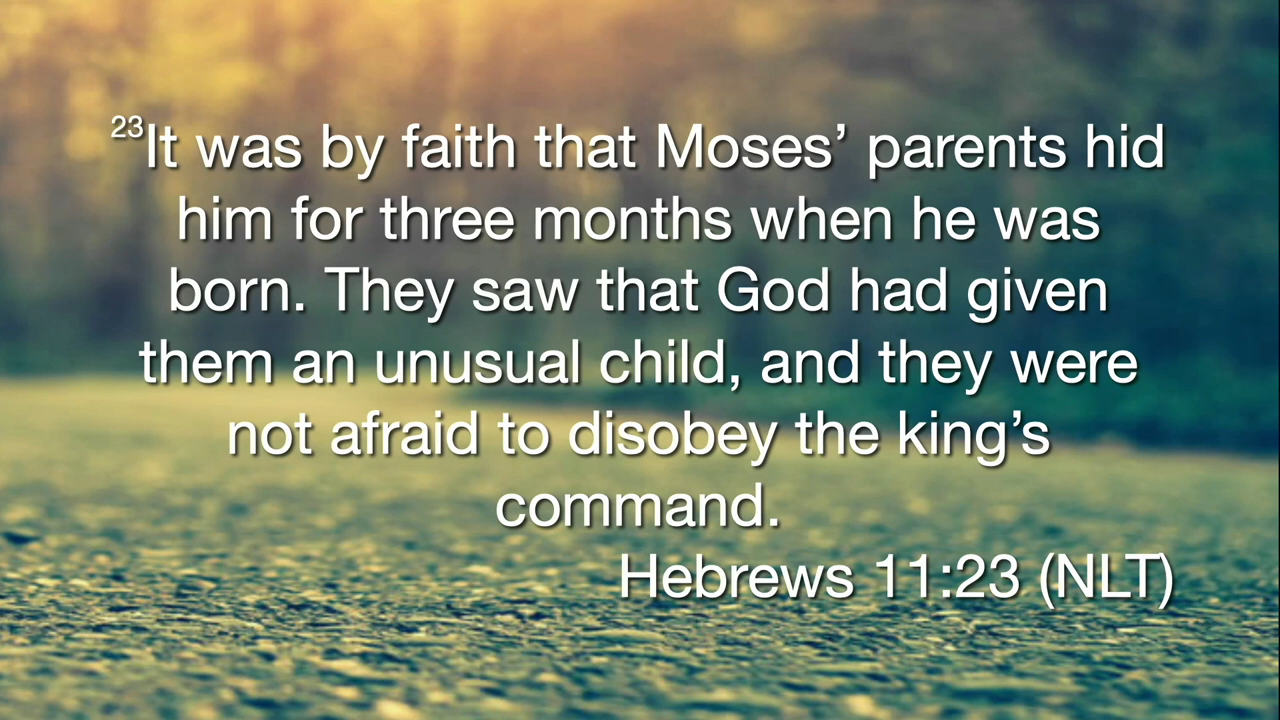 23It was by faith that Moses’ parents hid
him for three months when he was
born. They saw that God had given
them an unusual child, and they were
not afraid to disobey the king’s
command.
Hebrews 11:23 (NLT)